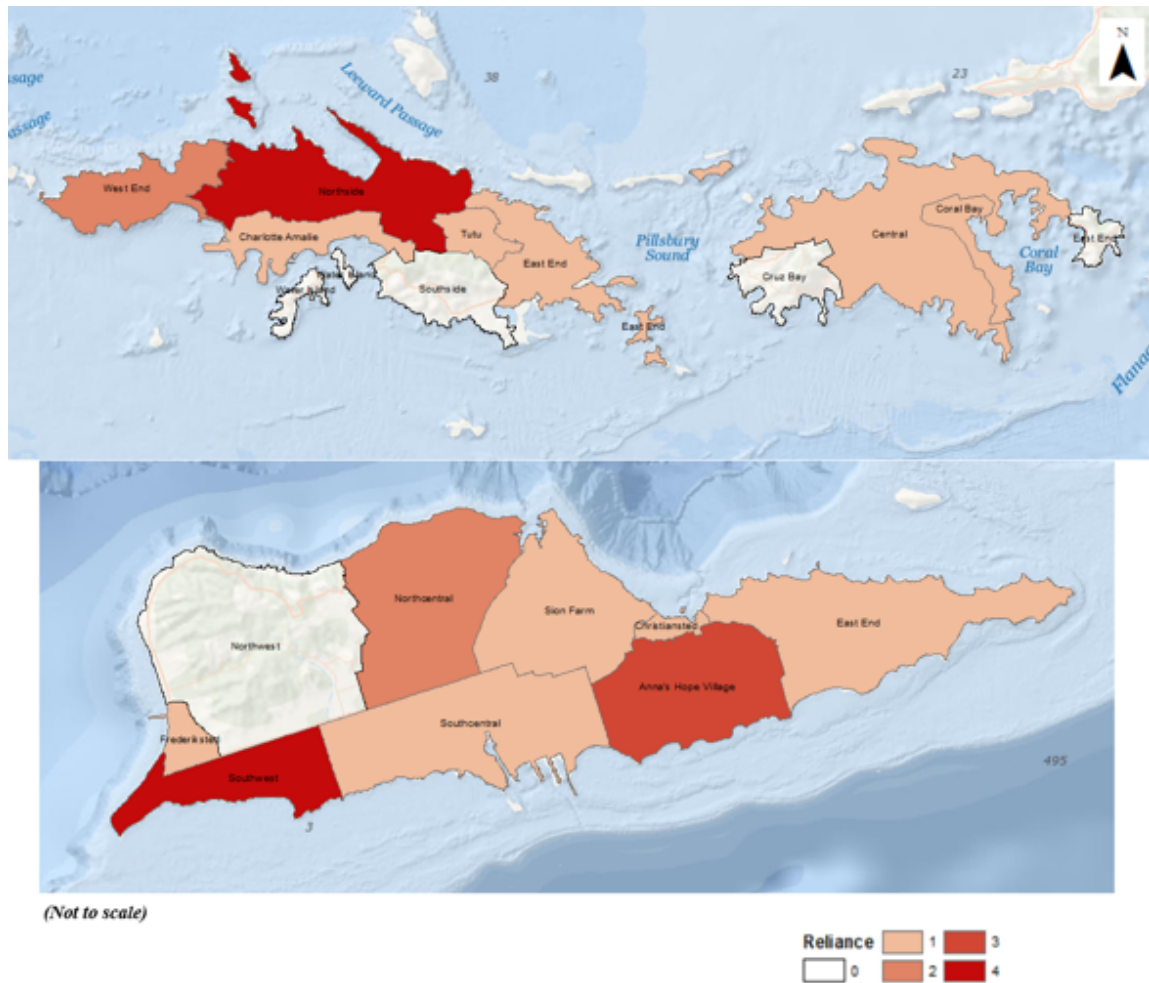 N
38
23
Leeward Passage
ssage
passage
West End
Northside
Charlotte Amalie
Tutu
East End
Southside
Water Island
East End
Pillsbury
Sound
Central
Coral Bay
Cruz Bay
Coral
Bay
East End
Flanag
Northwest
Northcentral
Sion Farm
Christiansted
East End
Anna's Hope Village
Southcentral
Frederiksted
Southwest
3
495
(Not to scale)
Reliance
0
1
2
3
4